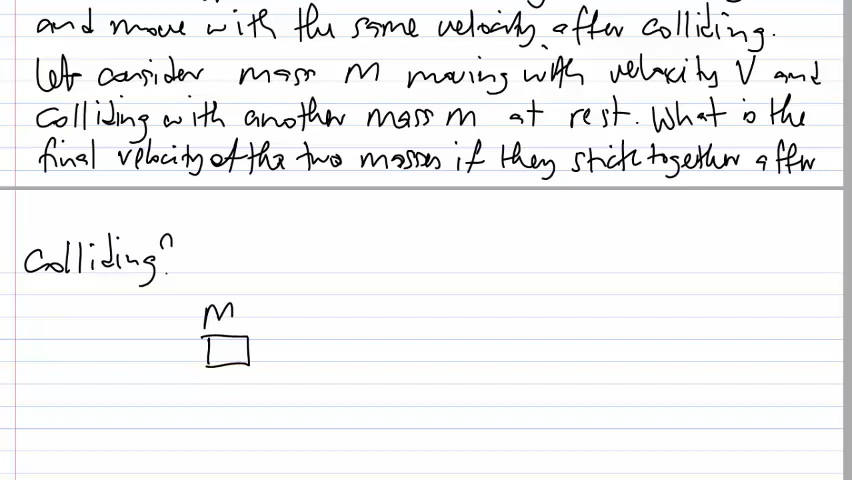 and move with the same velocity after colliding.
let consider mass M moving with velocity V and
colliding with another mass m at rest. What is the
final velocity of the two masses if they stick together after
colliding?
M